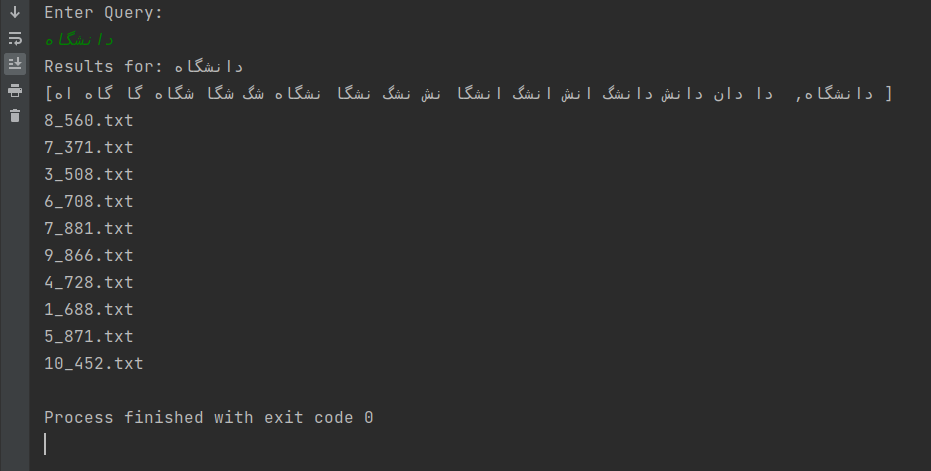 Enter Query:
دانشگاه
Results for: دانشگاه
[دانشگاه,  دا دان دانش دانشگ انش انشگ انشگا نش نشگ نشگا نشگاه شگ شگا شگاه گا گاه اه ]
8_560.txt
7_371.txt
3_508.txt
6_708.txt
7_881.txt
9_866.txt
4_728.txt
1_688.txt
5_871.txt
10_452.txt
Process finished with exit code 0